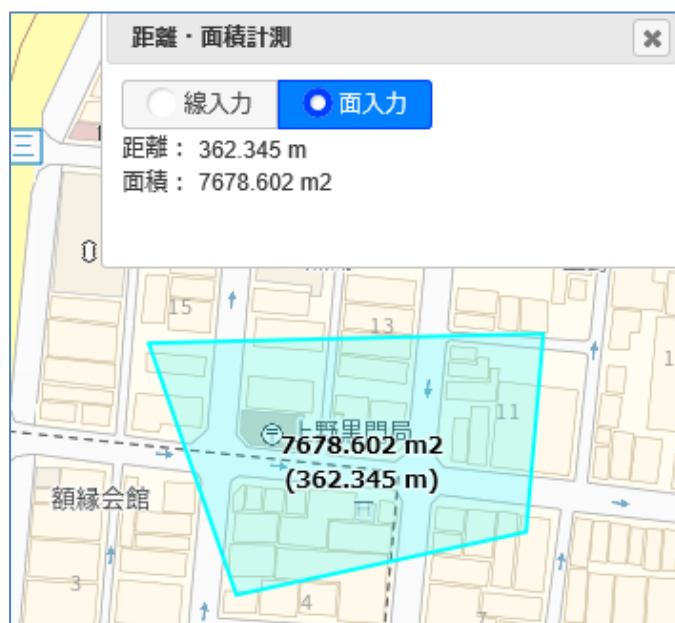 距離・面積計測
線入力
面入力
距離： 362.345 m
面積： 7678.602 m2
三
15
13
11
上野黒門局
7678.602 m2
(362.345 m)
額縁会館
3
4
7